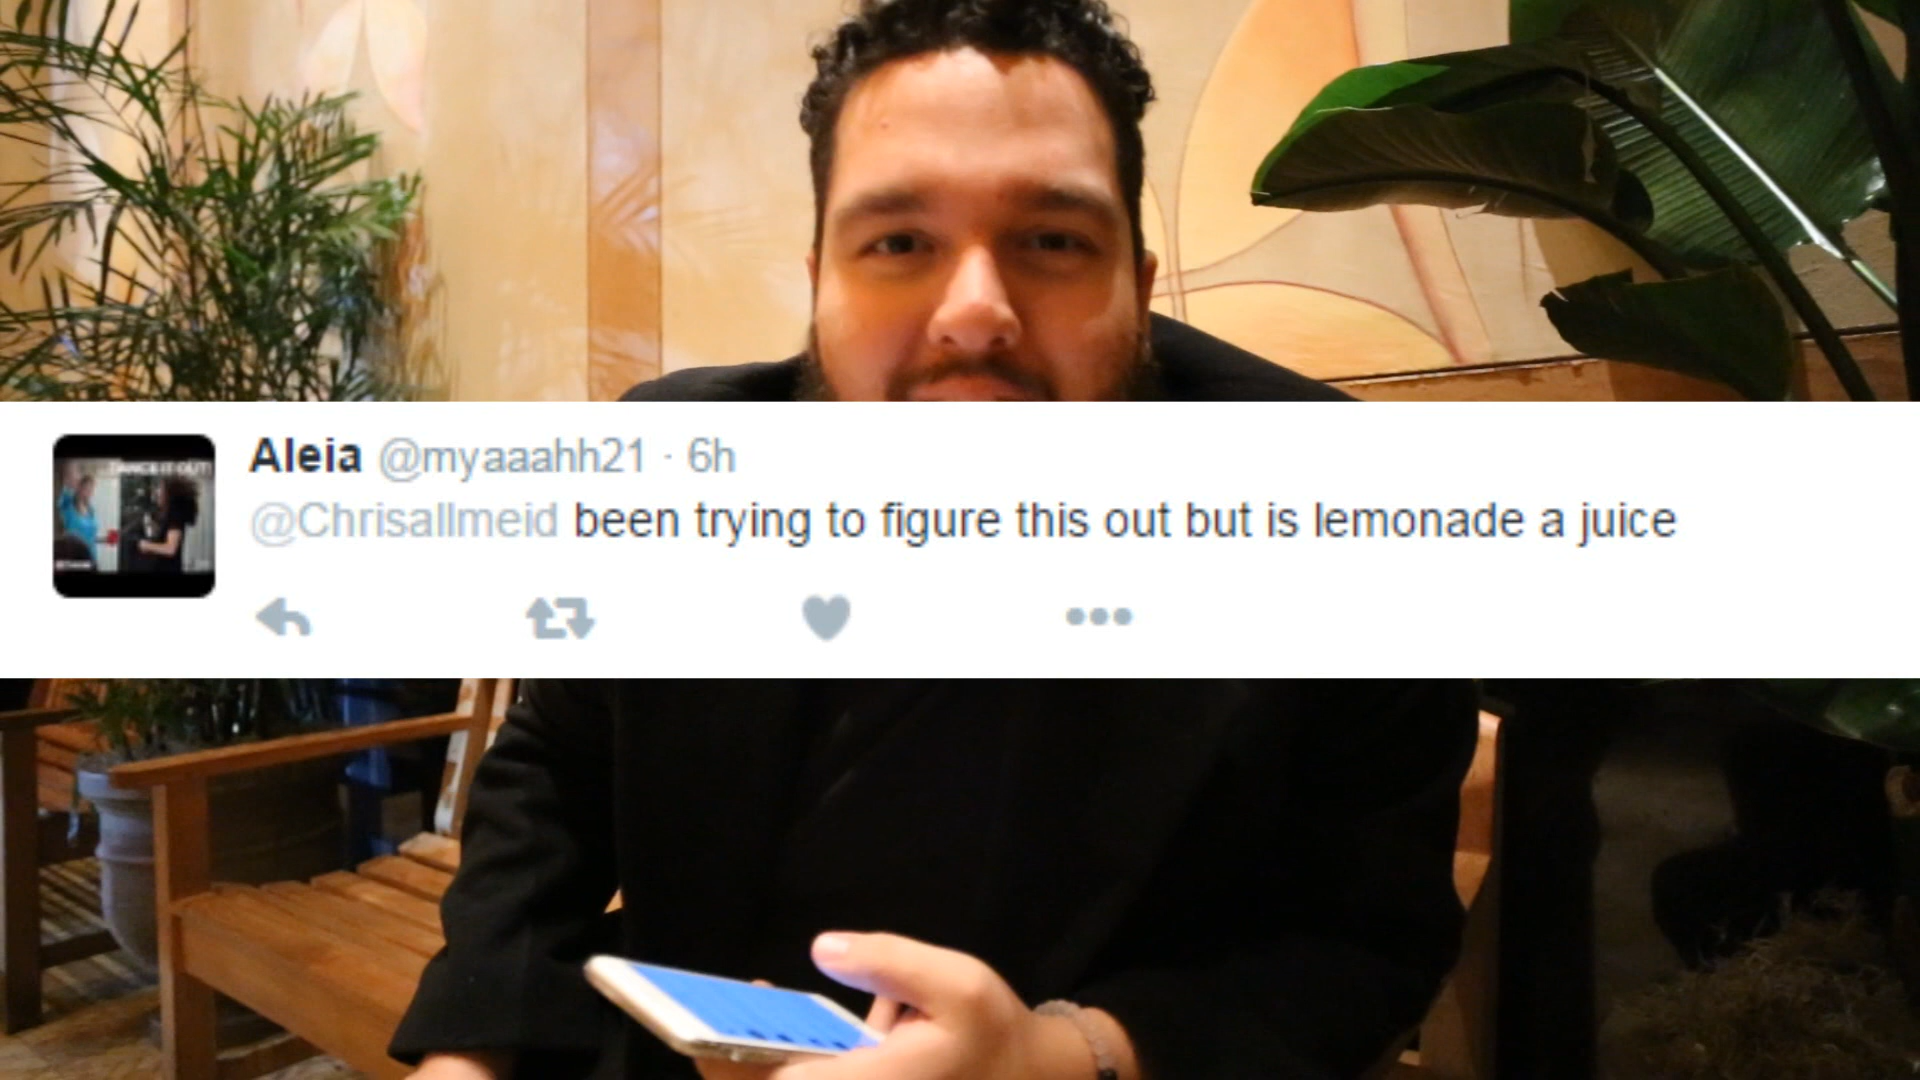 Aleia @myaaahh21 · 6h
@Chrisallmeid been trying to figure this out but is lemonade a juice